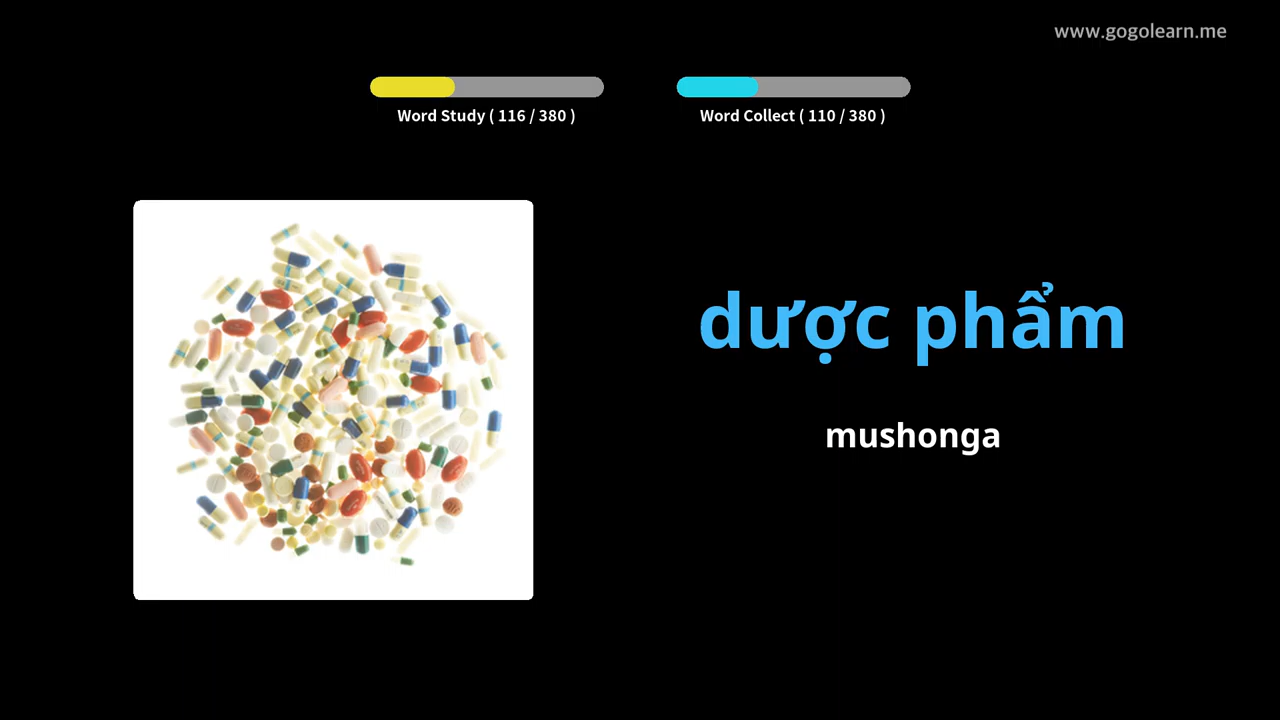 www.gogolearn.me
Word Study ( 116 / 380 )
Word Collect ( 110 / 380 )
dược phẩm
mushonga